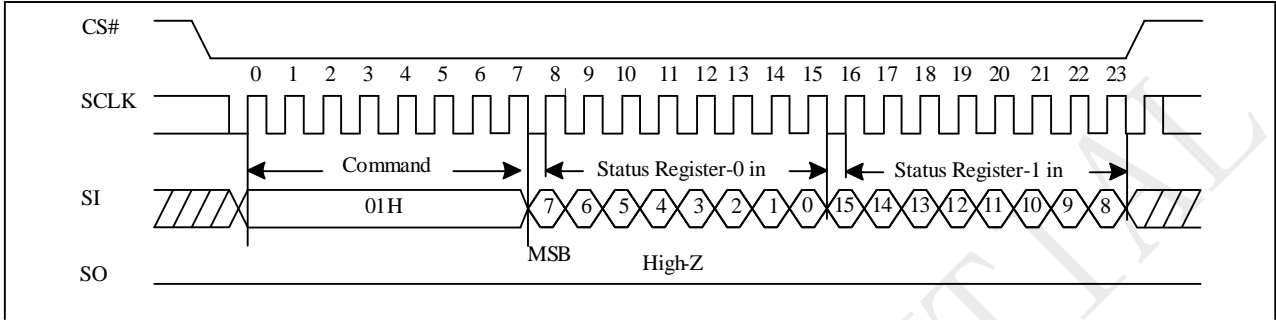 CS#
0 1 2 3 4 5 6 7 8 9 10 11 12 13 14 15 16 17 18 19 20 21 22 23
SCLK
Command Status Register-0 in Status Register-1 in
SI 01H 7 6 5 4 3 2 1 0 15 14 13 12 11 10 9 8
MSB High-Z
SO